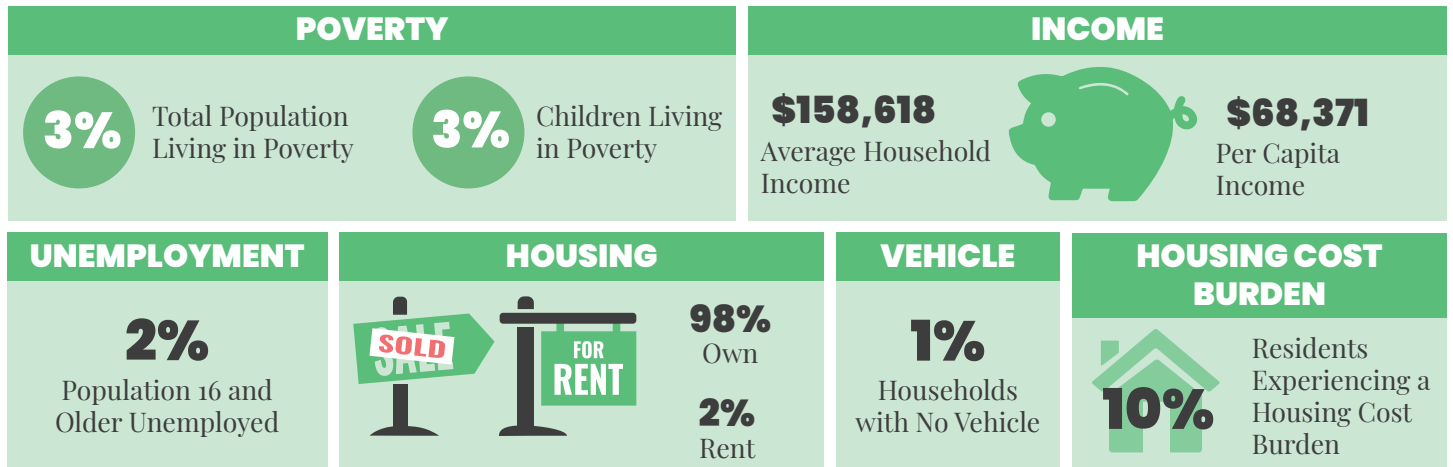 POVERTY
3%
Total Population
Living in Poverty
3%
Children Living
in Poverty
INCOME
$158,618
Average Household
Income
$68,371
Per Capita
Income
UNEMPLOYMENT
2%
Population 16 and
Older Unemployed
HOUSING
SALE
SOLD
FOR
RENT
98%
Own
2%
Rent
VEHICLE
1%
Households
with No Vehicle
HOUSING COST
BURDEN
10%
Residents
Experiencing a
Housing Cost
Burden